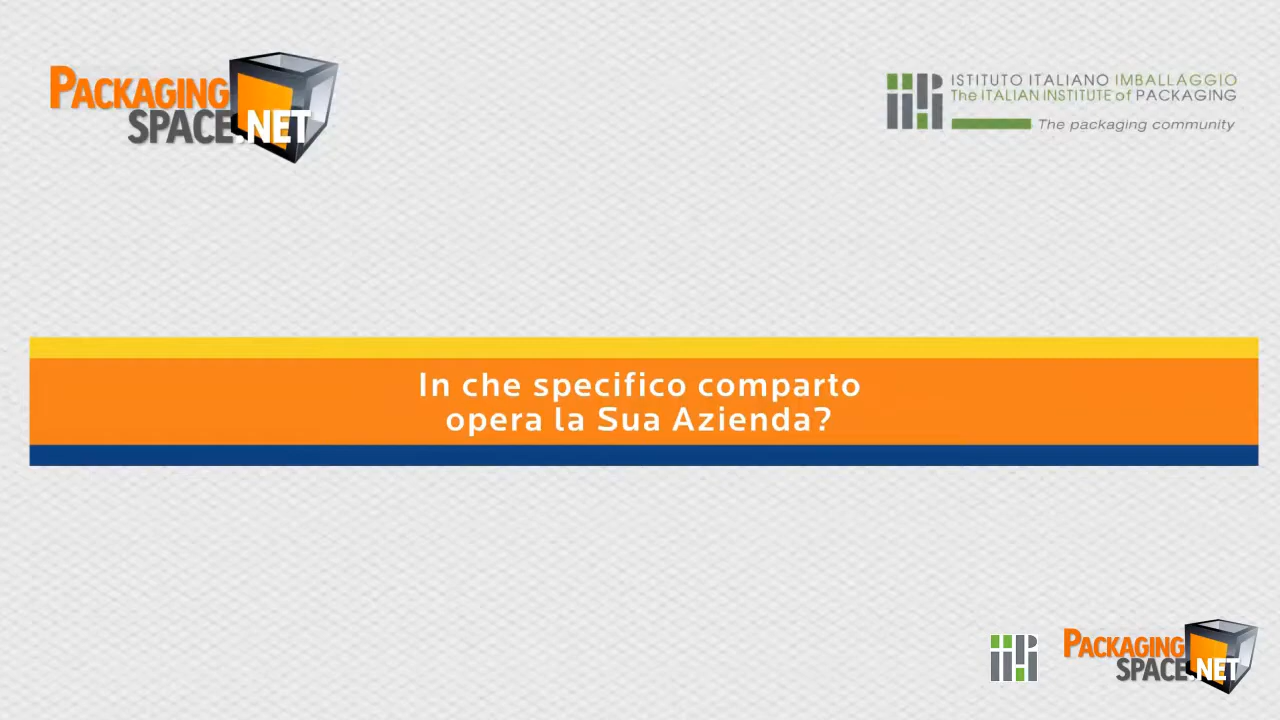 PACKAGING
SPACE.NET
ISTITUTO ITALIANO IMBALLAGGIO
The ITALIAN INSTITUTE of PACKAGING
The packaging community
In che specifico comparto
opera la Sua Azienda?
PACKAGING
SPACE.NET